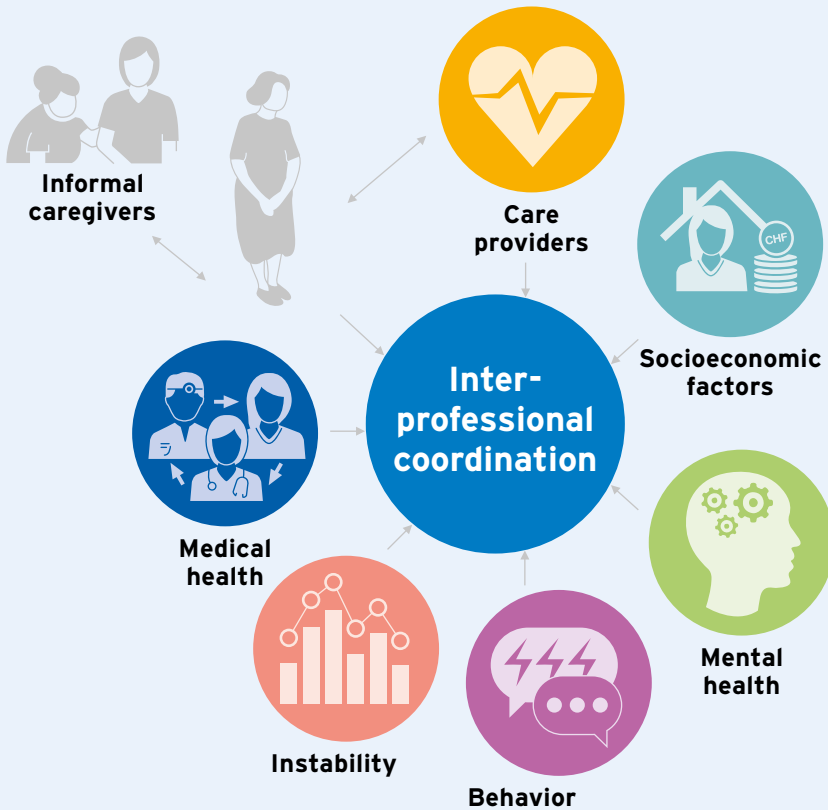 Informal
caregivers
Care
providers
CHF
Socioeconomic
factors
Inter-
professional
coordination
Medical
health
Mental
health
Instability
Behavior